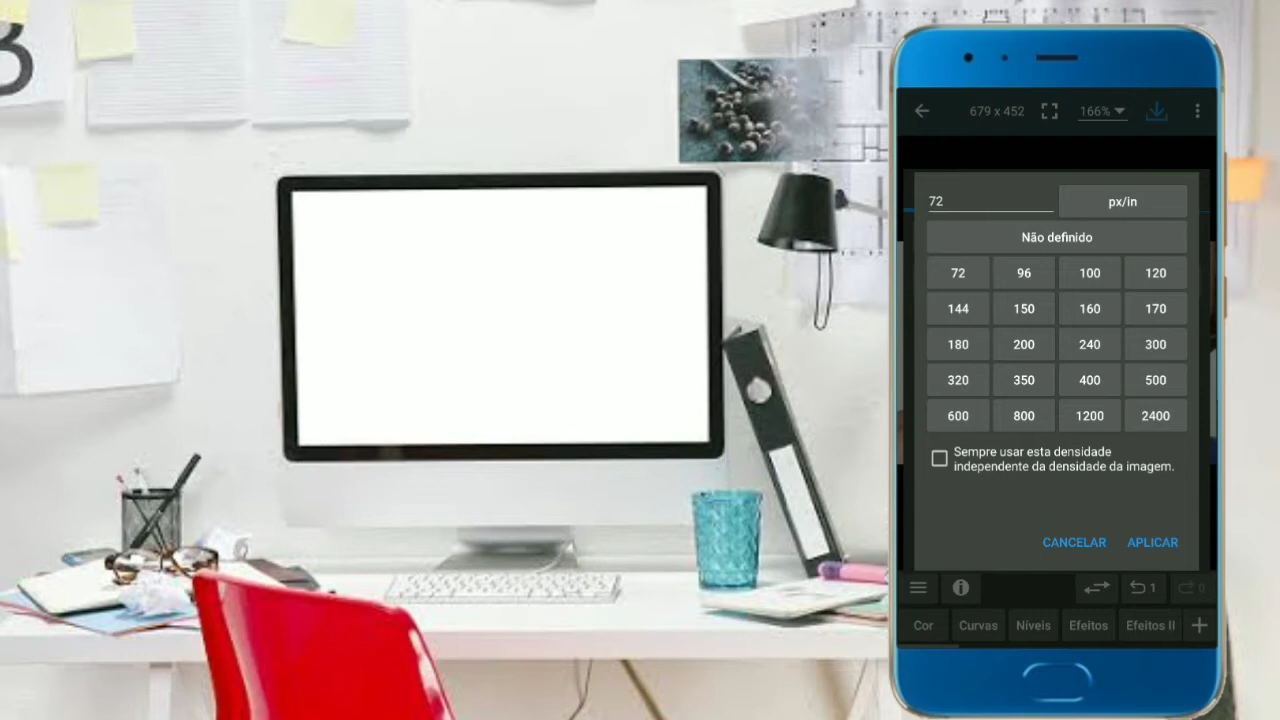 679 x 452 166%
72 px/in
Não definido
72 96 100 120
144 150 160 170
180 200 240 300
320 350 400 500
600 800 1200 2400
Sempre usar esta densidade
independente da densidade da imagem.
CANCELAR APLICAR
1 0
Cor Curvas Níveis Efeitos Efeitos II